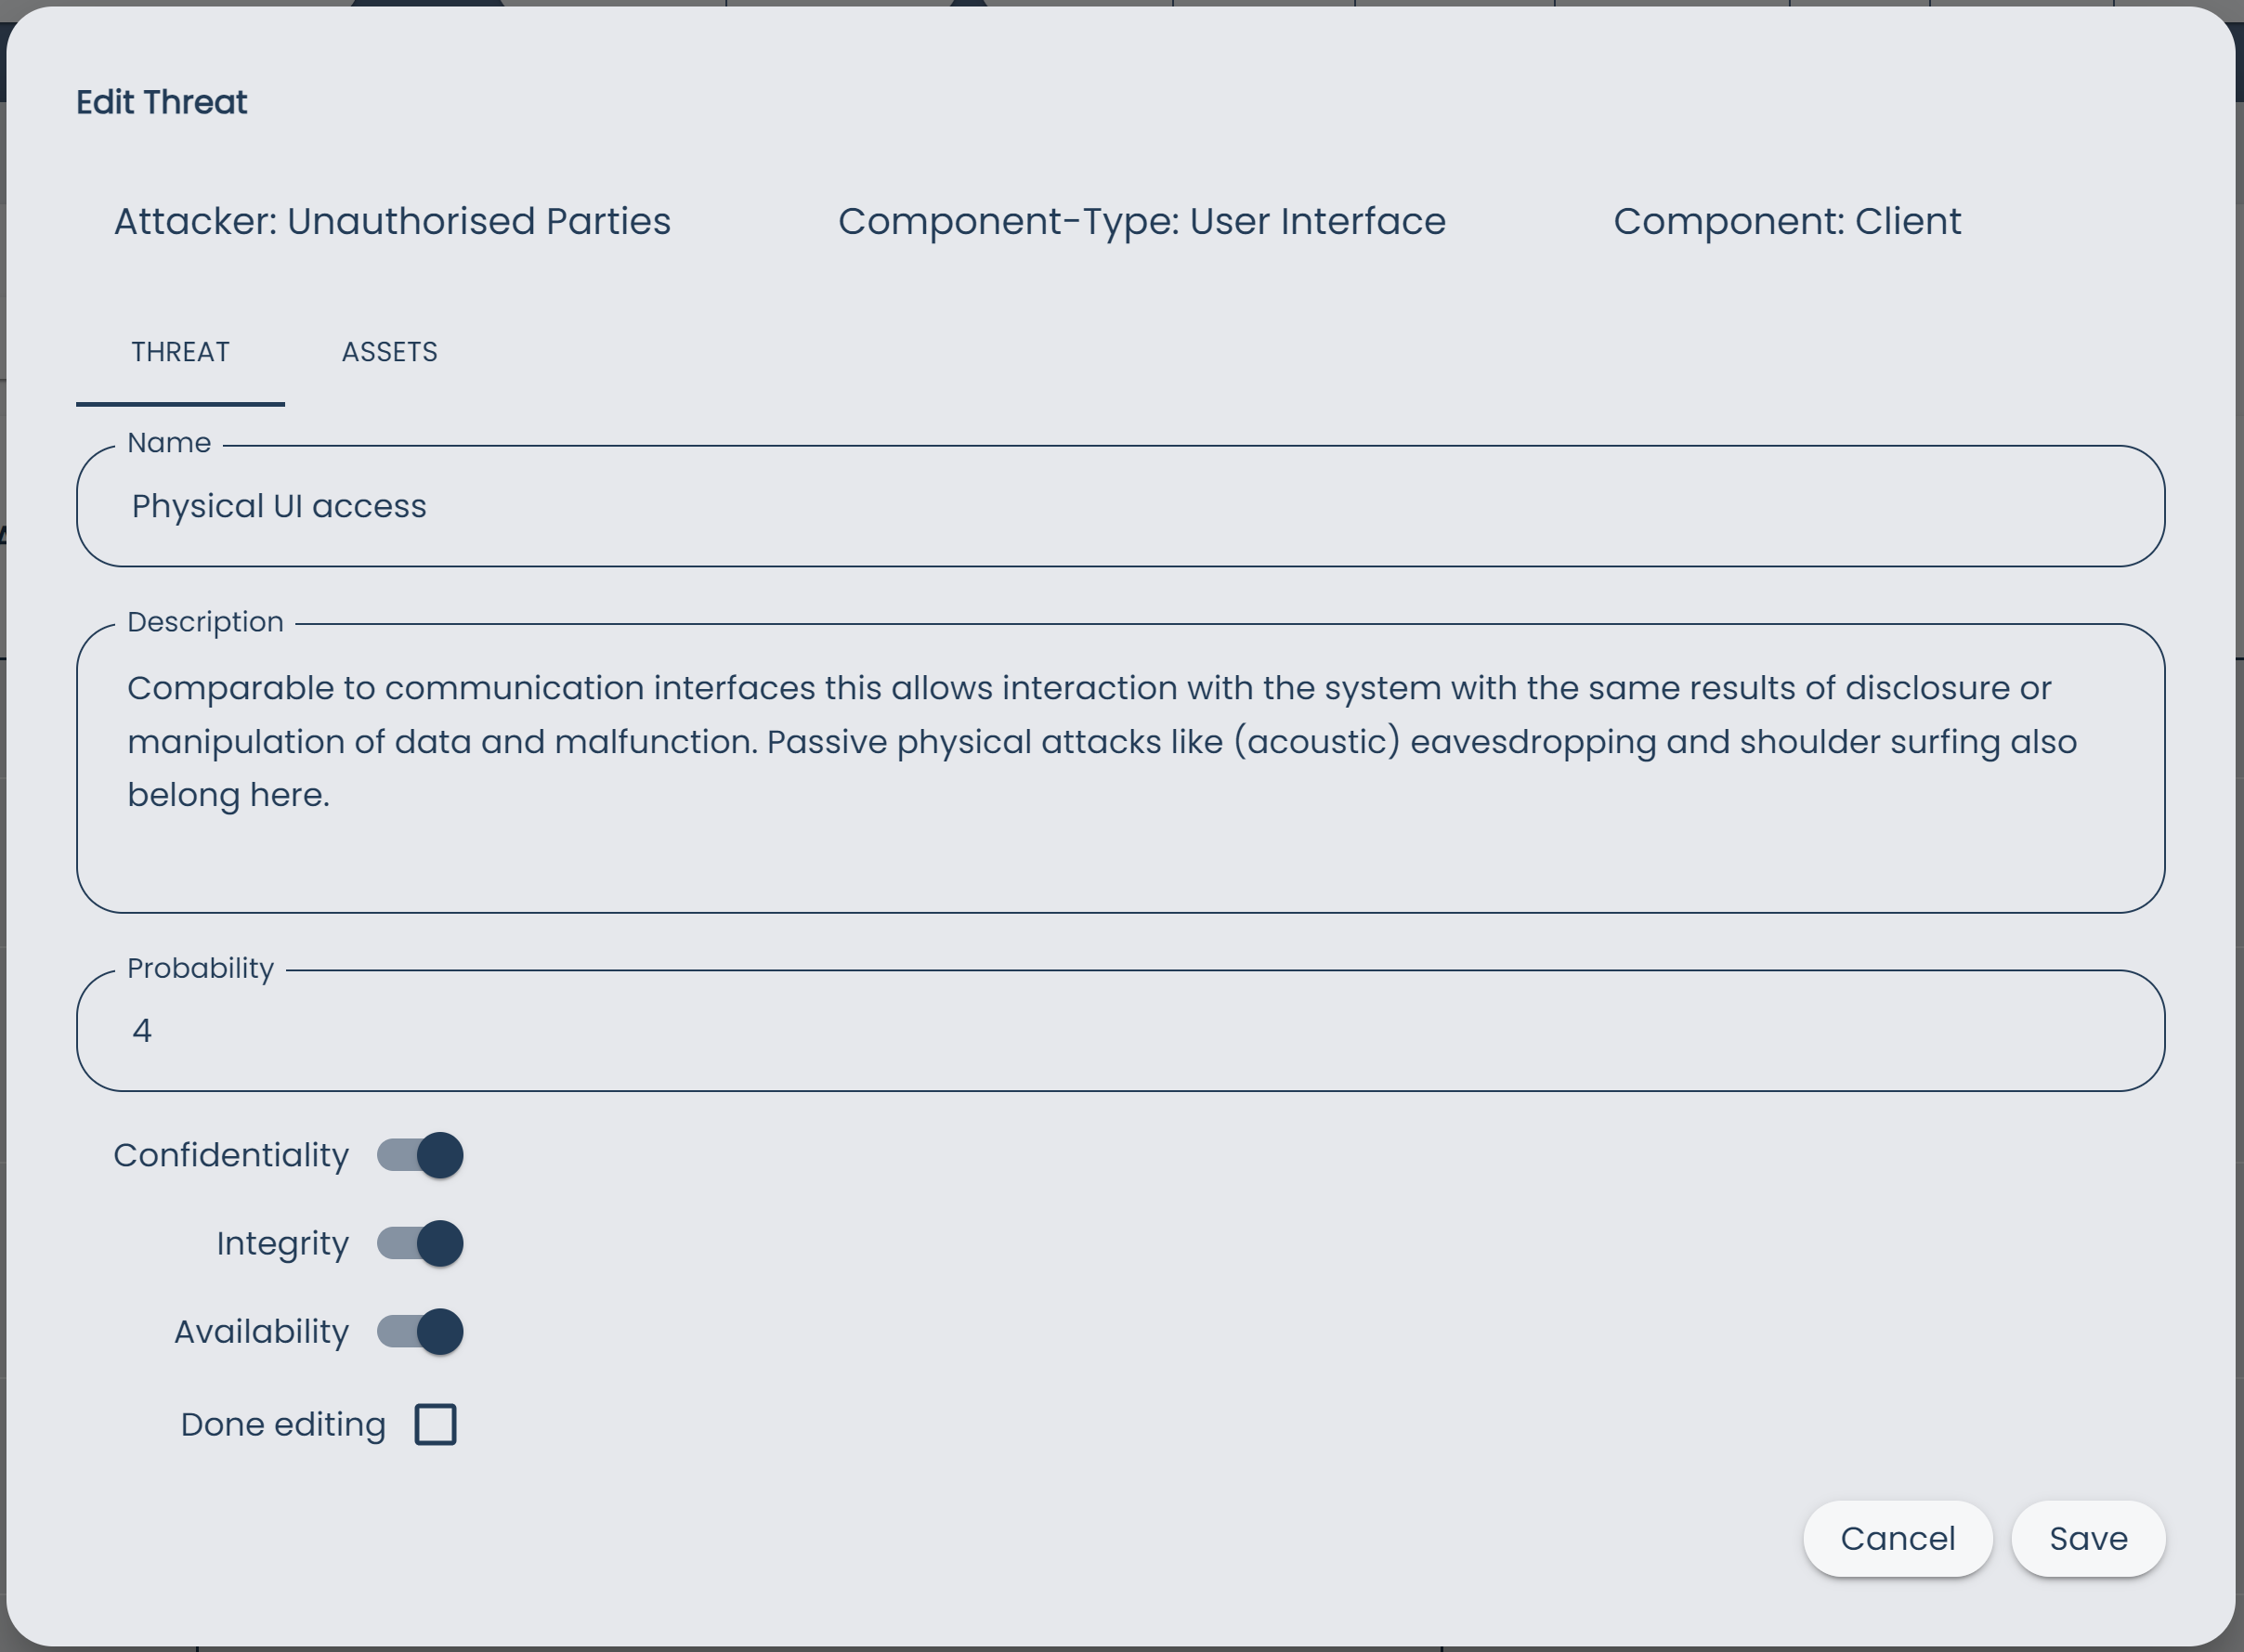 Edit Threat
Attacker: Unauthorised Parties Component-Type: User Interface Component: Client
THREAT ASSETS
Name
Physical UI access
Description
Comparable to communication interfaces this allows interaction with the system with the same results of disclosure or
manipulation of data and malfunction. Passive physical attacks like (acoustic) eavesdropping and shoulder surfing also
belong here.
Probability
4
Confidentiality
Integrity
Availability
Done editing
Cancel Save